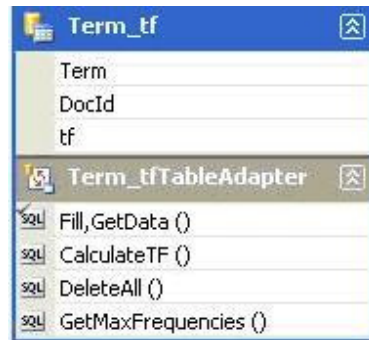 Term_tf
Term
DocId
tf
Term_tfTableAdapter
SQL Fill,GetData ()
SQL CalculateTF ()
SQL DeleteAll ()
SQL GetMaxFrequencies ()